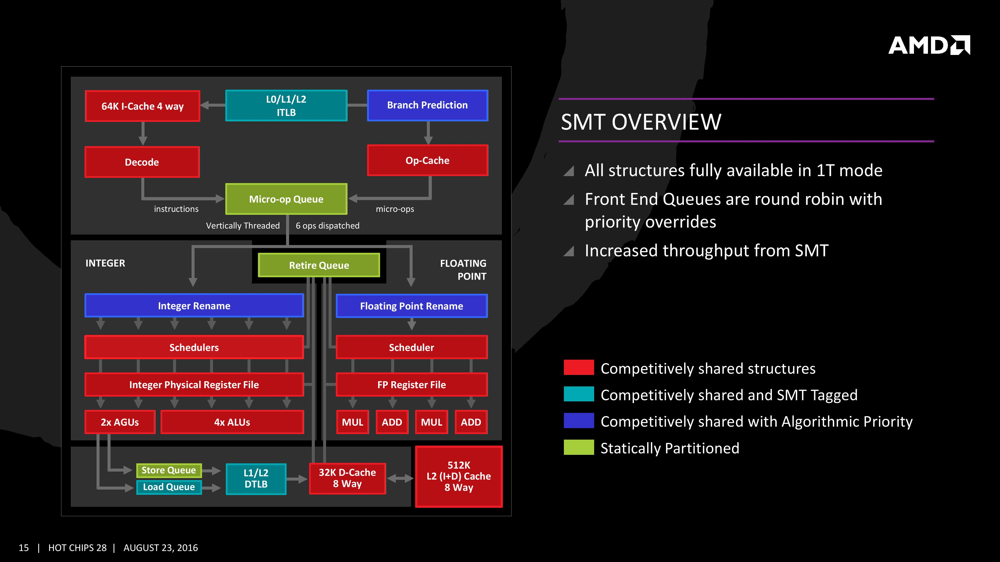 AMD
64K I-Cache 4 way
L0/L1/L2
ITLB
Branch Prediction
Decode
Op-Cache
Micro-op Queue
instructions
micro-ops
Vertically Threaded
6 ops dispatched
INTEGER
Retire Queue
FLOATING
POINT
Integer Rename
Floating Point Rename
Schedulers
Scheduler
Integer Physical Register File
FP Register File
2x AGUs
4x ALUs
MUL
ADD
MUL
ADD
Store Queue
Load Queue
L1/L2
DTLB
32K D-Cache
8 Way
512K
L2 (I+D) Cache
8 Way
SMT OVERVIEW
All structures fully available in 1T mode
Front End Queues are round robin with
priority overrides
Increased throughput from SMT
Competitively shared structures
Competitively shared and SMT Tagged
Competitively shared with Algorithmic Priority
Statically Partitioned
15 | HOT CHIPS 28 | AUGUST 23, 2016